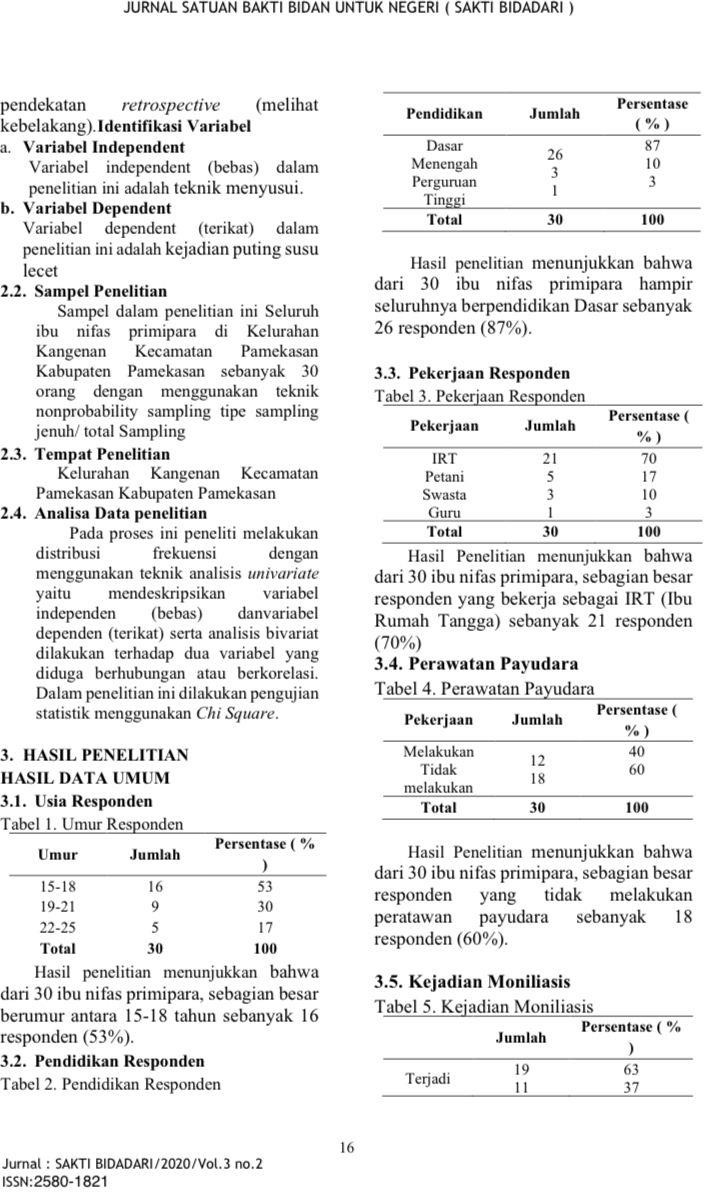 JURNAL SATUAN BAKTI BIDAN UNTUK NEGERI ( SAKTI BIDADARI )
pendekatan retrospective (melihat
kebelakang).Identifikasi Variabel
a. Variabel Independent
Variabel independent (bebas) dalam
penelitian ini adalah teknik menyusui.
b. Variabel Dependent
Variabel dependent (terikat) dalam
penelitian ini adalah kejadian puting susu
lecet
2.2. Sampel Penelitian
Sampel dalam penelitian ini Seluruh
ibu nifas primipara di Kelurahan
Kangenan Kecamatan Pamekasan
Kabupaten Pamekasan sebanyak 30
orang dengan menggunakan teknik
nonprobability sampling tipe sampling
jenuh/ total Sampling
2.3. Tempat Penelitian
Kelurahan Kangenan Kecamatan
Pamekasan Kabupaten Pamekasan
2.4. Analisa Data penelitian
Pada proses ini peneliti melakukan
distribusi frekuensi dengan
menggunakan teknik analisis univariate
yaitu mendeskripsikan variabel
independen (bebas) danvariabel
dependen (terikat) serta analisis bivariat
dilakukan terhadap dua variabel yang
diduga berhubungan atau berkorelasi.
Dalam penelitian ini dilakukan pengujian
statistik menggunakan Chi Square.
3. HASIL PENELITIAN
HASIL DATA UMUM
3.1. Usia Responden
Tabel 1. Umur Responden
Umur Jumlah Persentase ( %
)
15-18 16 53
19-21 9 30
22-25 5 17
Total 30 100
Hasil penelitian menunjukkan bahwa
dari 30 ibu nifas primipara, sebagian besar
berumur antara 15-18 tahun sebanyak 16
responden (53%).
3.2. Pendidikan Responden
Tabel 2. Pendidikan Responden
Pendidikan Jumlah Persentase
( % )
Dasar 26 87
Menengah 3 10
Perguruan 1 3
Tinggi
Total 30 100
Hasil penelitian menunjukkan bahwa
dari 30 ibu nifas primipara hampir
seluruhnya berpendidikan Dasar sebanyak
26 responden (87%).
3.3. Pekerjaan Responden
Tabel 3. Pekerjaan Responden
Pekerjaan Jumlah Persentase (
% )
IRT 21 70
Petani 5 17
Swasta 3 10
Guru 1 3
Total 30 100
Hasil Penelitian menunjukkan bahwa
dari 30 ibu nifas primipara, sebagian besar
responden yang bekerja sebagai IRT (Ibu
Rumah Tangga) sebanyak 21 responden
(70%)
3.4. Perawatan Payudara
Tabel 4. Perawatan Payudara
Pekerjaan Jumlah Persentase (
% )
Melakukan 12 40
Tidak 18 60
melakukan
Total 30 100
Hasil Penelitian menunjukkan bahwa
dari 30 ibu nifas primipara, sebagian besar
responden yang tidak melakukan
peratawan payudara sebanyak 18
responden (60%).
3.5. Kejadian Moniliasis
Tabel 5. Kejadian Moniliasis
Jumlah Persentase ( %
)
Terjadi 19 63
11 37
16
Jurnal : SAKTI BIDADARI/2020/Vol.3 no.2
ISSN:2580-1821